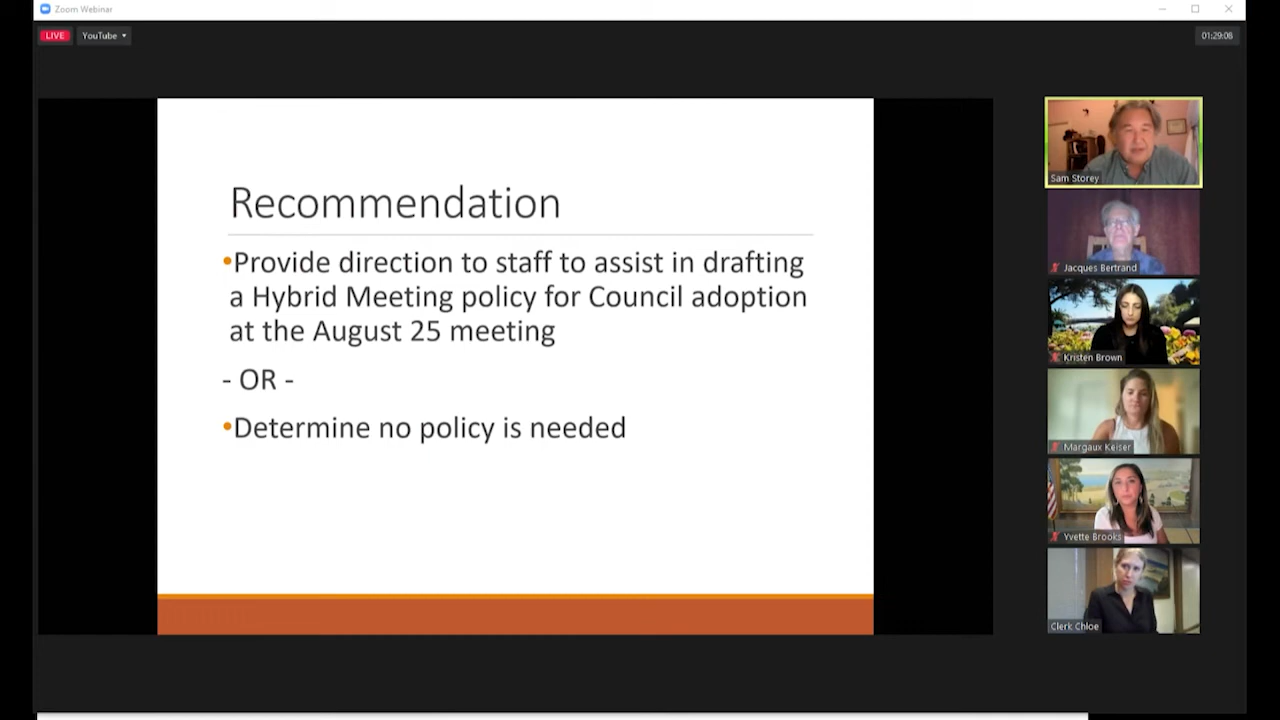 Zoom Webinar
LIVE
YouTube
01:29:08
Recommendation
•Provide direction to staff to assist in drafting
a Hybrid Meeting policy for Council adoption
at the August 25 meeting
- OR -
•Determine no policy is needed
Sam Storey
Jacques Bertrand
Kristen Brown
Margaux Keiser
Yvette Brooks
Clerk Chloe